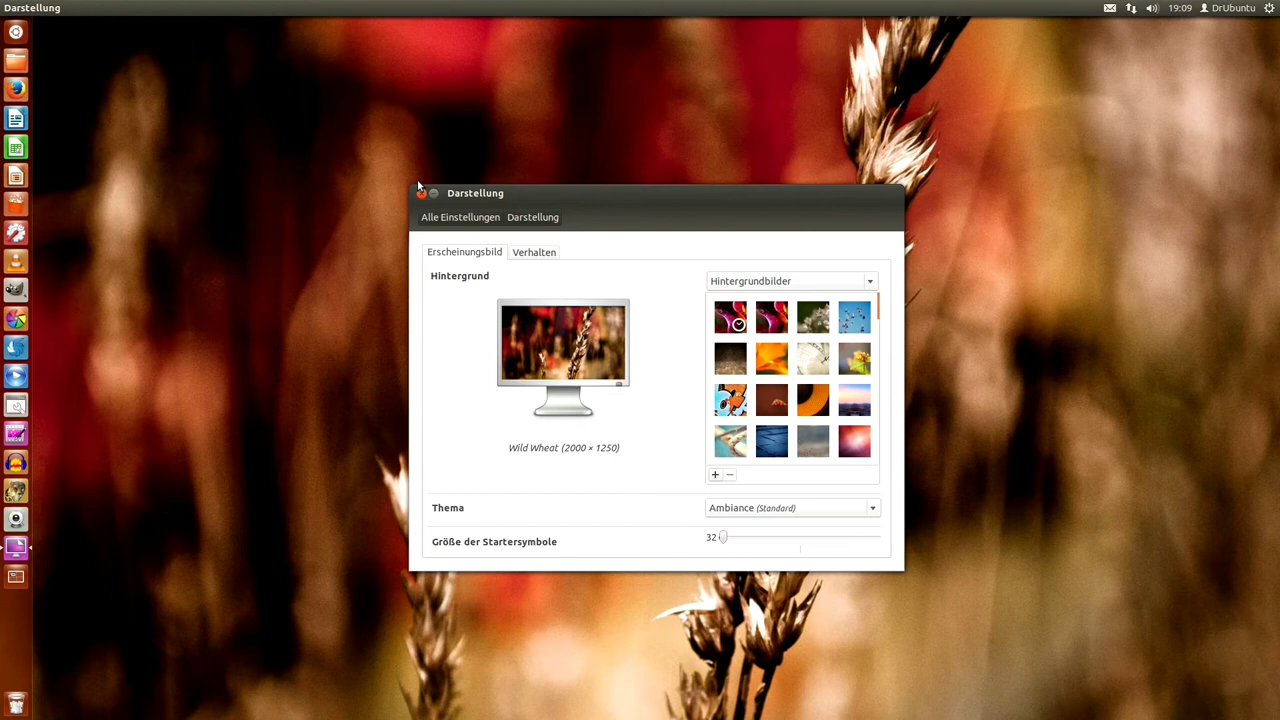 Darstellung
19:09 DrUbuntu
Darstellung
Alle Einstellungen Darstellung
Erscheinungsbild Verhalten
Hintergrund
Hintergrundbilder
Wild Wheat (2000 × 1250)
Thema
Ambiance (Standard)
Größe der Startersymbole
32